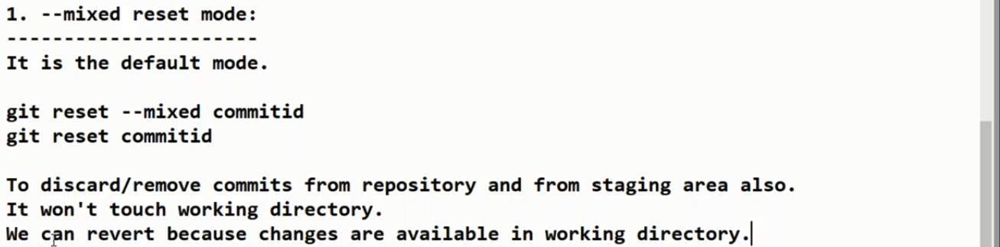 1. --mixed reset mode:
----------------------
It is the default mode.
git reset --mixed commitid
git reset commitid
To discard/remove commits from repository and from staging area also.
It won't touch working directory.
We can revert because changes are available in working directory.